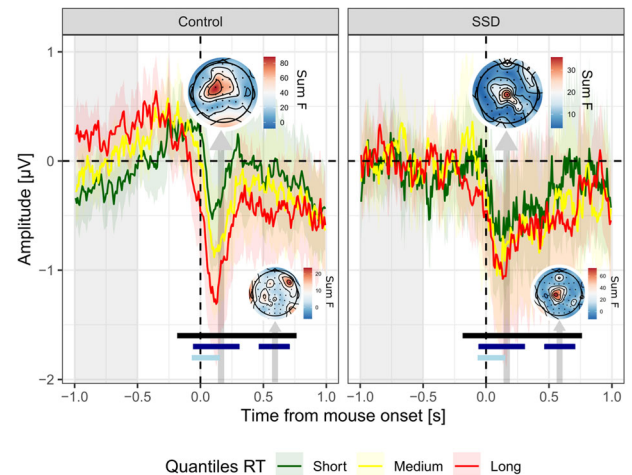 Control SSD
1
0
−1
−2
Amplitude [µV]
80
60
40
20
0
Sum F
20
10
0
Sum F
30
20
10
Sum F
20
10
0
Sum F
−1.0 −0.5 0.0 0.5 1.0 −1.0 −0.5 0.0 0.5 1.0
Time from mouse onset [s]
Quantiles RT Short Medium Long